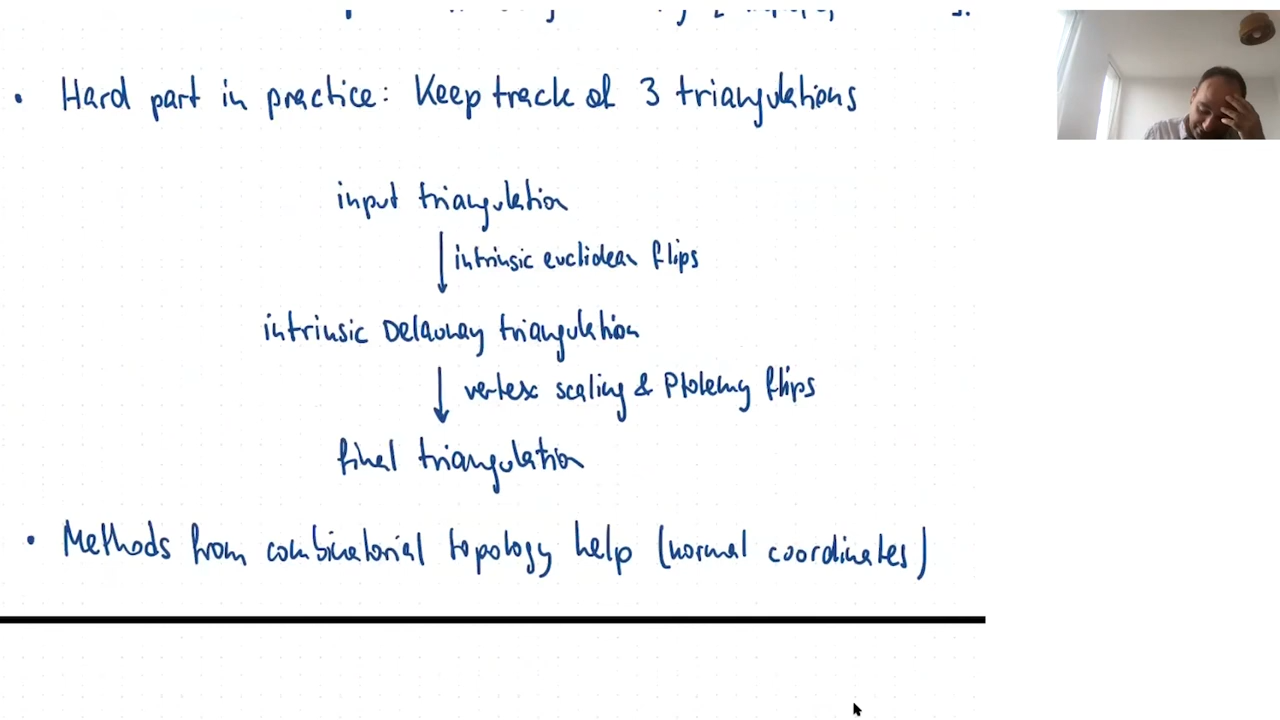 • Hard part in practice: Keep track of 3 triangulations
input triangulation
intrinsic euclidean flips
intrinsic Delaunay triangulation
vertex scaling & Ptolemy flips
final triangulation
• Methods from combinatorial topology help (normal coordinates)